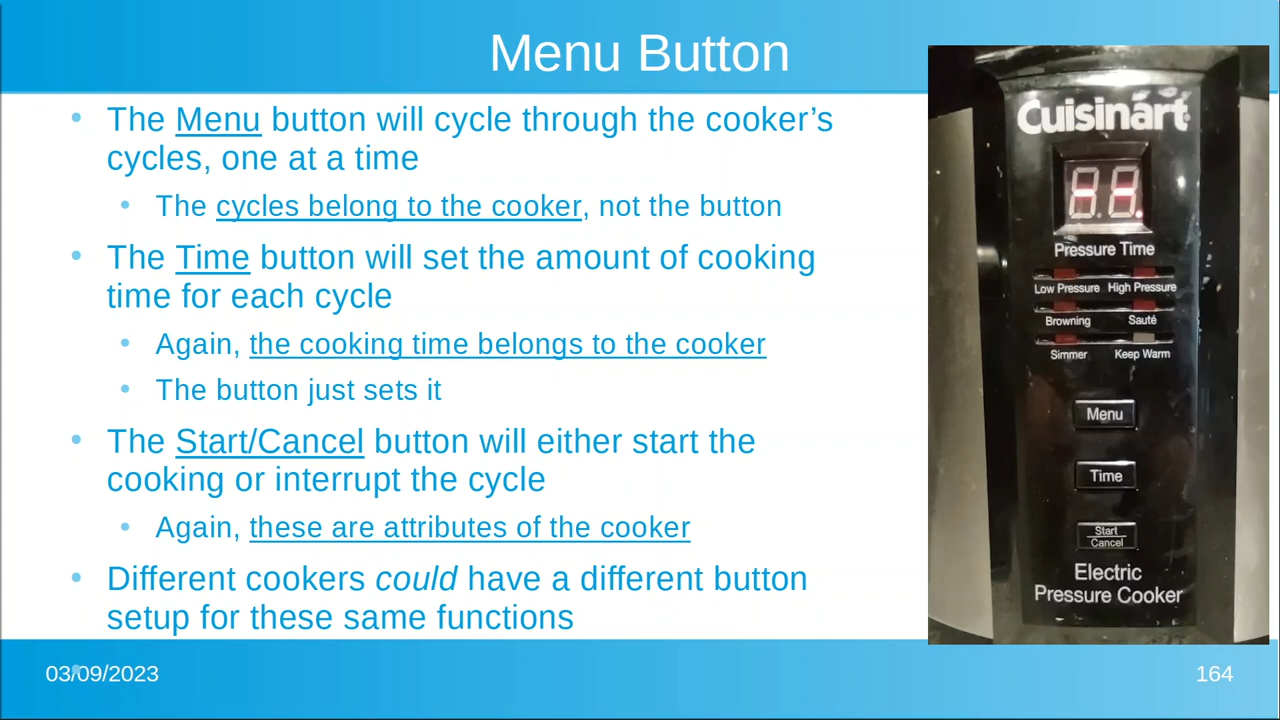 Menu Button
The Menu button will cycle through the cooker’s
cycles, one at a time
The cycles belong to the cooker, not the button
The Time button will set the amount of cooking
time for each cycle
Again, the cooking time belongs to the cooker
The button just sets it
The Start/Cancel button will either start the
cooking or interrupt the cycle
Again, these are attributes of the cooker
Different cookers could have a different button
setup for these same functions
Cuisinart
Pressure Time
Low Pressure High Pressure
Browning Sauté
Simmer Keep Warm
Menu
Time
Start
Cancel
Electric
Pressure Cooker
03/09/2023
164